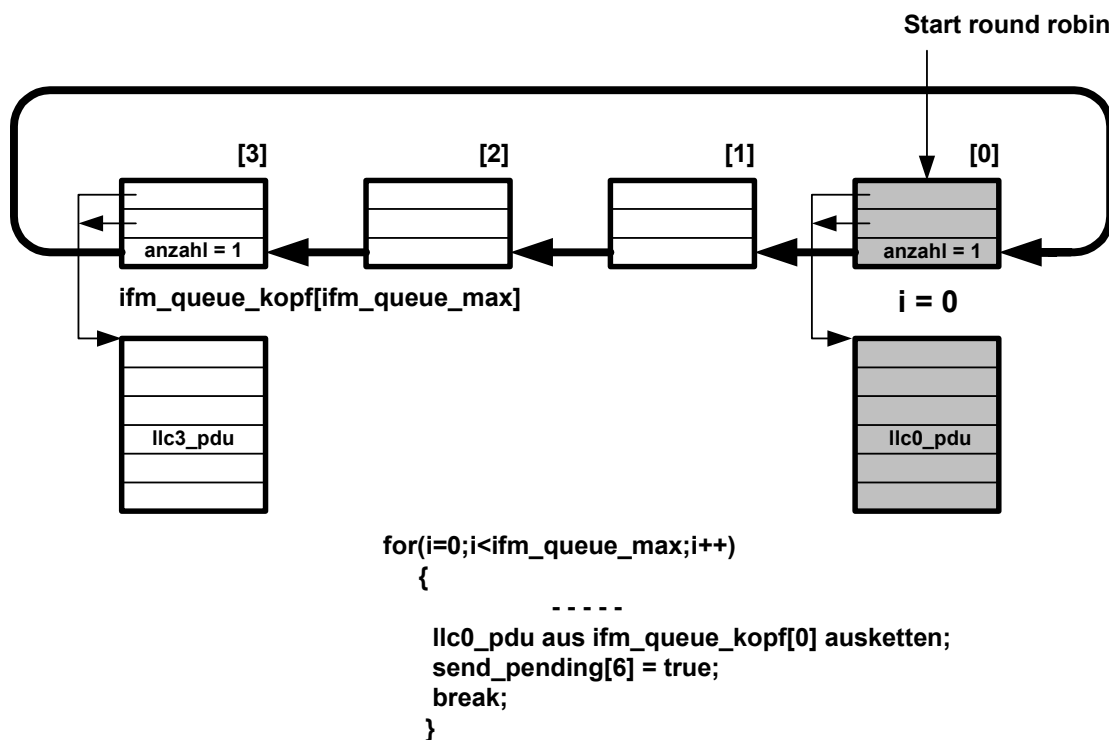 Start round robin
[3] [2] [1] [0]
anzahl = 1 anzahl = 1
ifm_queue_kopf[ifm_queue_max] i = 0
llc3_pdu llc0_pdu
for(i=0;i<ifm_queue_max;i++)
{
- - - - -
llc0_pdu aus ifm_queue_kopf[0] ausketten;
send_pending[6] = true;
break;
}